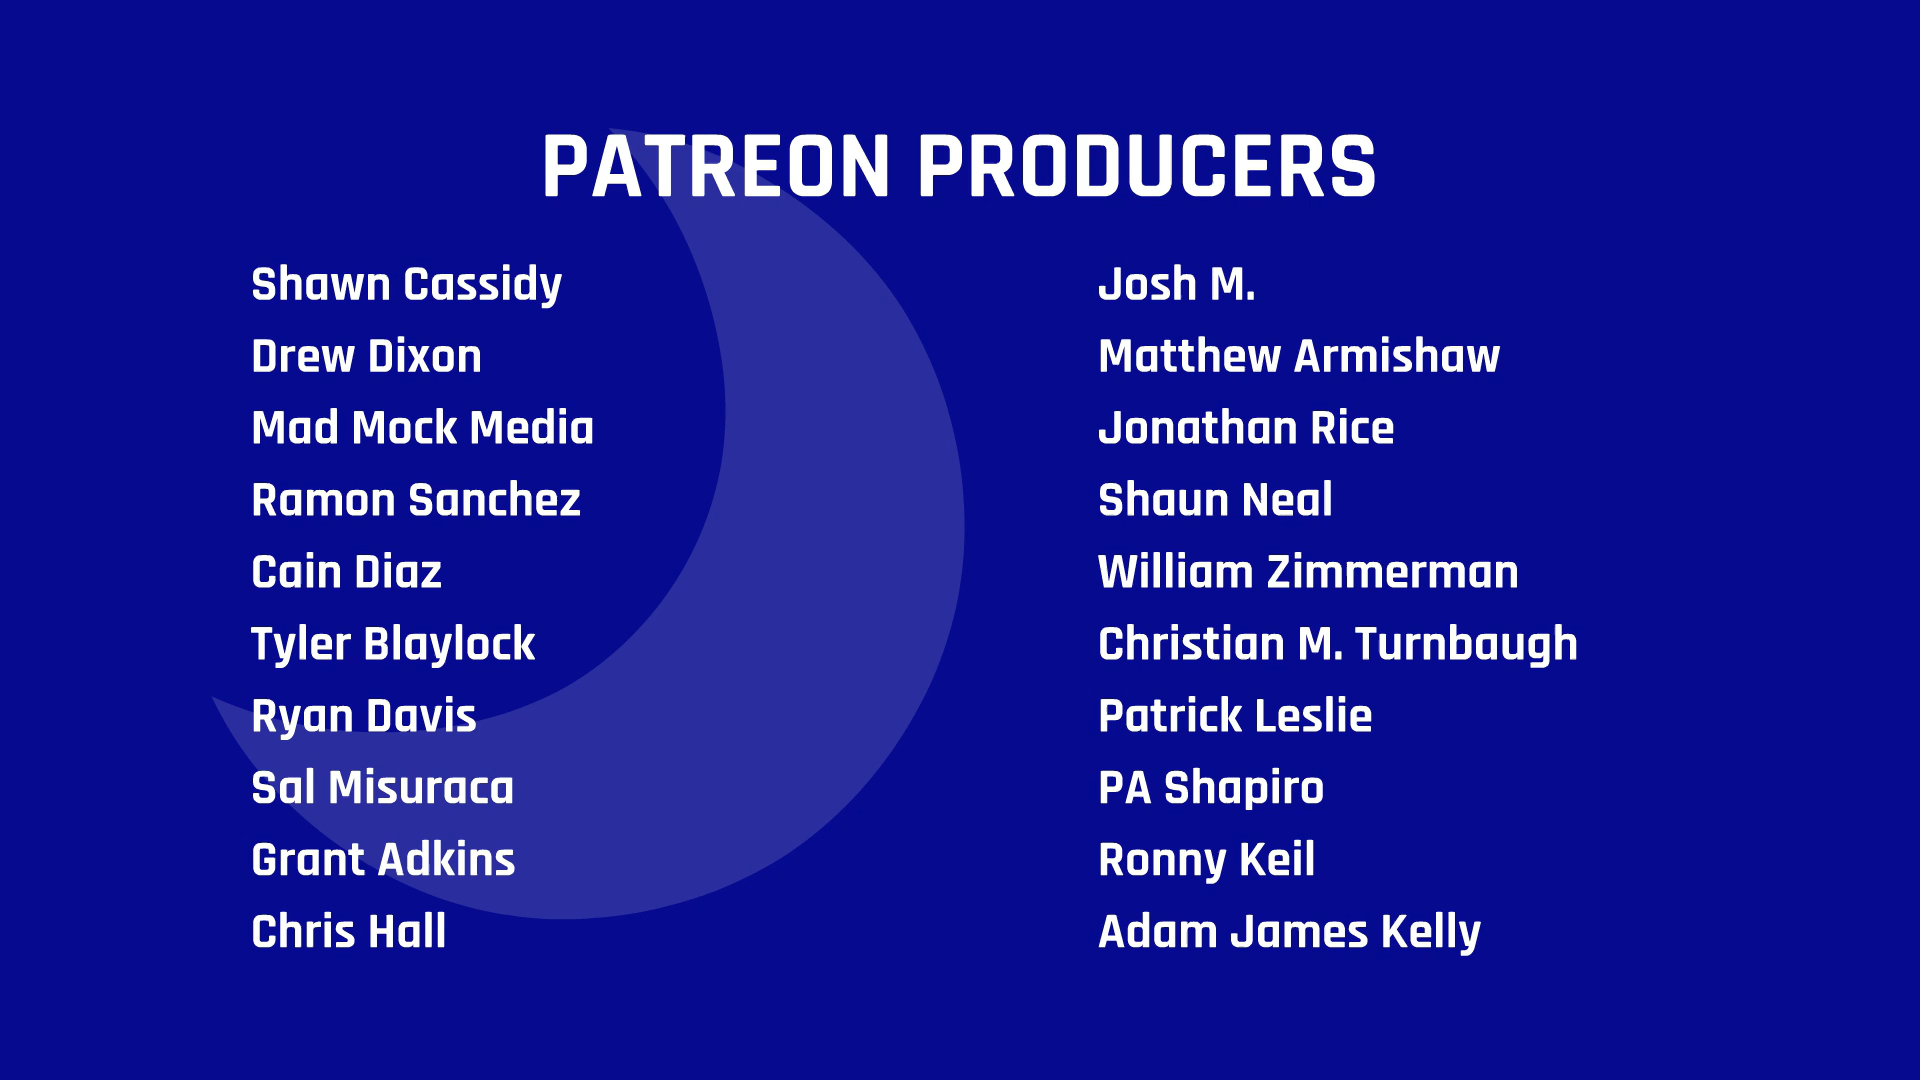 PATREON PRODUCERS
Shawn Cassidy
Drew Dixon
Mad Mock Media
Ramon Sanchez
Cain Diaz
Tyler Blaylock
Ryan Davis
Sal Misuraca
Grant Adkins
Chris Hall
Josh M.
Matthew Armishaw
Jonathan Rice
Shaun Neal
William Zimmerman
Christian M. Turnbaugh
Patrick Leslie
PA Shapiro
Ronny Keil
Adam James Kelly